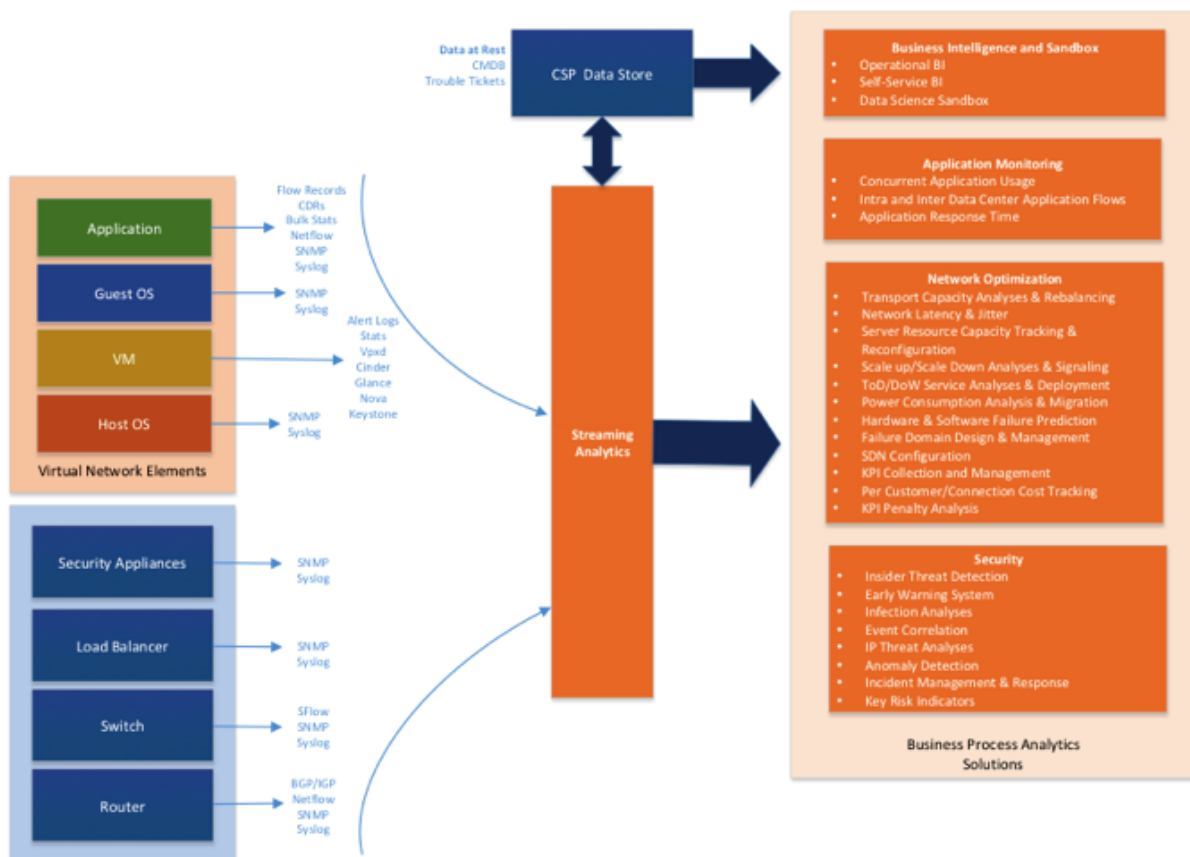 Data at Rest
CMDB
Trouble Tickets
CSP Data Store
Application
Guest OS
VM
Host OS
Virtual Network Elements
Flow Records
CDRs
Bulk Stats
Netflow
SNMP
Syslog
SNMP
Syslog
Alert Logs
Stats
Vpxd
Cinder
Glance
Nova
Keystone
SNMP
Syslog
Security Appliances
Load Balancer
Switch
Router
SNMP
Syslog
SNMP
Syslog
SFlow
SNMP
Syslog
BGP/IGP
Netflow
SNMP
Syslog
Streaming
Analytics
Business Intelligence and Sandbox
• Operational BI
• Self-Service BI
• Data Science Sandbox
Application Monitoring
• Concurrent Application Usage
• Intra and Inter Data Center Application Flows
• Application Response Time
Network Optimization
• Transport Capacity Analyses & Rebalancing
• Network Latency & Jitter
• Server Resource Capacity Tracking &
Reconfiguration
• Scale up/Scale Down Analyses & Signaling
• ToD/DoW Service Analyses & Deployment
• Power Consumption Analysis & Migration
• Hardware & Software Failure Prediction
• Failure Domain Design & Management
• SDN Configuration
• KPI Collection and Management
• Per Customer/Connection Cost Tracking
• KPI Penalty Analysis
Security
• Insider Threat Detection
• Early Warning System
• Infection Analyses
• Event Correlation
• IP Threat Analyses
• Anomaly Detection
• Incident Management & Response
• Key Risk Indicators
Business Process Analytics
Solutions